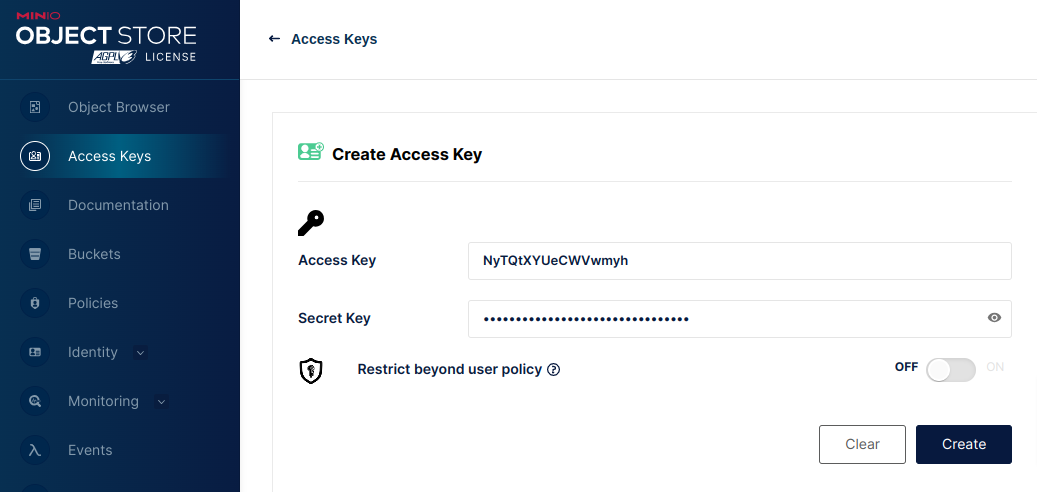 MINIO
OBJECT STORE
AGPL v3 LICENSE
Object Browser
Access Keys
Documentation
Buckets
Policies
Identity
Monitoring
Events
← Access Keys
Create Access Key
Access Key
NyTQtXYUeCWVwmyh
Secret Key
••••••••••••••••••••••••••••••••
Restrict beyond user policy
OFF ON
Clear Create